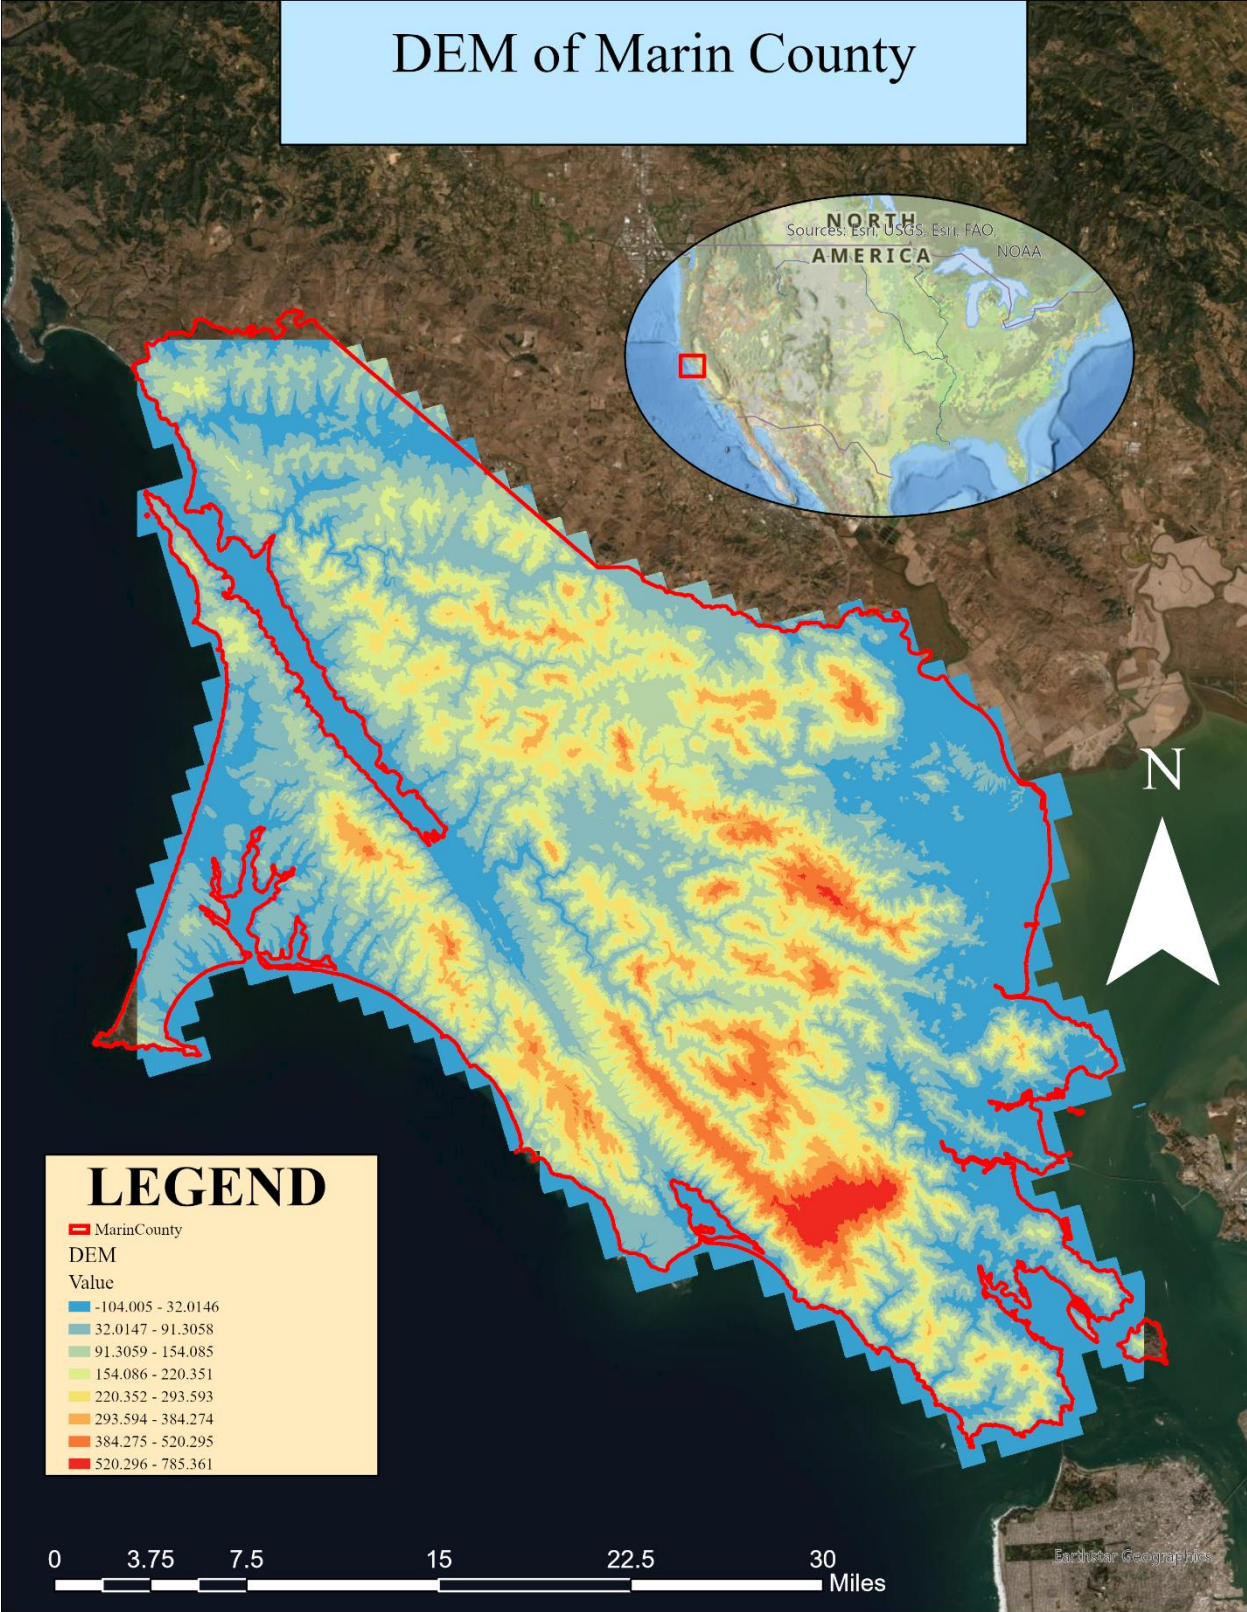 DEM of Marin County
NORTH
Sources: Esri, USGS, Esri, FAO,
NOAA
AMERICA
N
LEGEND
MarinCounty
DEM
Value
-104.005 - 32.0146
32.0147 - 91.3058
91.3059 - 154.085
154.086 - 220.351
220.352 - 293.593
293.594 - 384.274
384.275 - 520.295
520.296 - 785.361
0 3.75 7.5 15 22.5 30
Miles
Earthstar Geographics